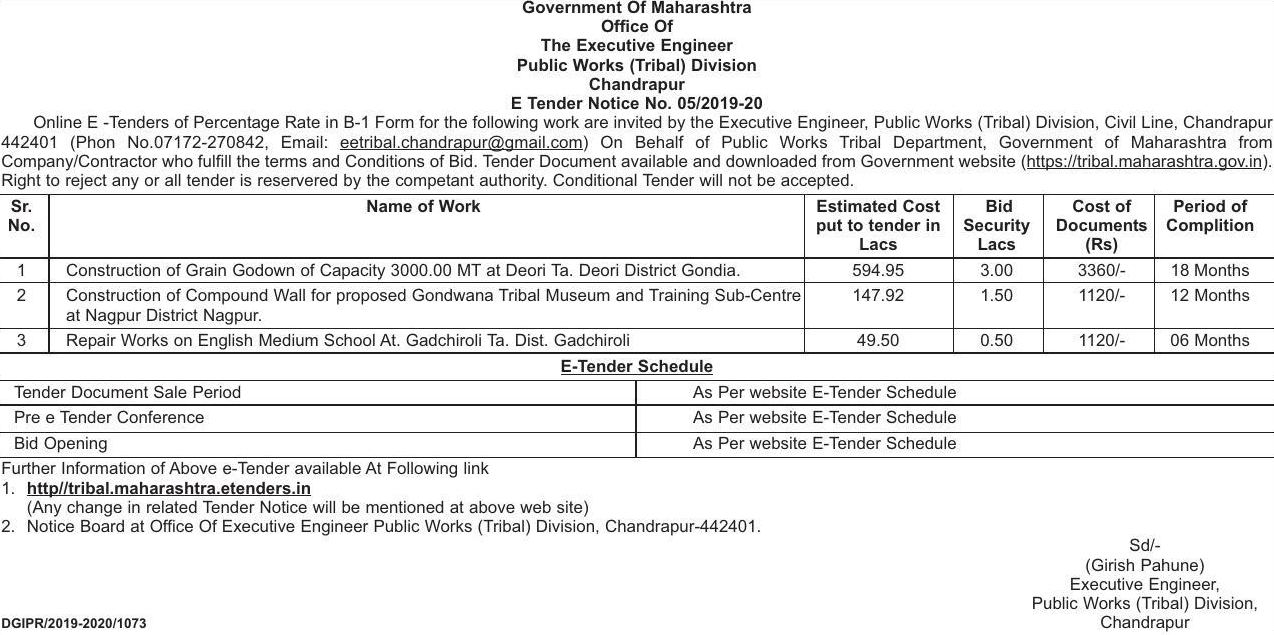 Government Of Maharashtra
Office Of
The Executive Engineer
Public Works (Tribal) Division
Chandrapur
E Tender Notice No. 05/2019-20
Online E -Tenders of Percentage Rate in B-1 Form for the following work are invited by the Executive Engineer, Public Works (Tribal) Division, Civil Line, Chandrapur
442401 (Phon No.07172-270842, Email: eetribal.chandrapur@gmail.com) On Behalf of Public Works Tribal Department, Government of Maharashtra from
Company/Contractor who fulfill the terms and Conditions of Bid. Tender Document available and downloaded from Government website (https://tribal.maharashtra.gov.in).
Right to reject any or all tender is reservered by the competant authority. Conditional Tender will not be accepted.
Sr. No. Name of Work Estimated Cost put to tender in Lacs Bid Security Lacs Cost of Documents (Rs) Period of Complition
1 Construction of Grain Godown of Capacity 3000.00 MT at Deori Ta. Deori District Gondia. 594.95 3.00 3360/- 18 Months
2 Construction of Compound Wall for proposed Gondwana Tribal Museum and Training Sub-Centre 147.92 1.50 1120/- 12 Months
at Nagpur District Nagpur.
3 Repair Works on English Medium School At. Gadchiroli Ta. Dist. Gadchiroli 49.50 0.50 1120/- 06 Months
E-Tender Schedule
Tender Document Sale Period As Per website E-Tender Schedule
Pre e Tender Conference As Per website E-Tender Schedule
Bid Opening As Per website E-Tender Schedule
Further Information of Above e-Tender available At Following link
1. http//tribal.maharashtra.etenders.in
(Any change in related Tender Notice will be mentioned at above web site)
2. Notice Board at Office Of Executive Engineer Public Works (Tribal) Division, Chandrapur-442401.
Sd/-
(Girish Pahune)
Executive Engineer,
Public Works (Tribal) Division,
Chandrapur
DGIPR/2019-2020/1073